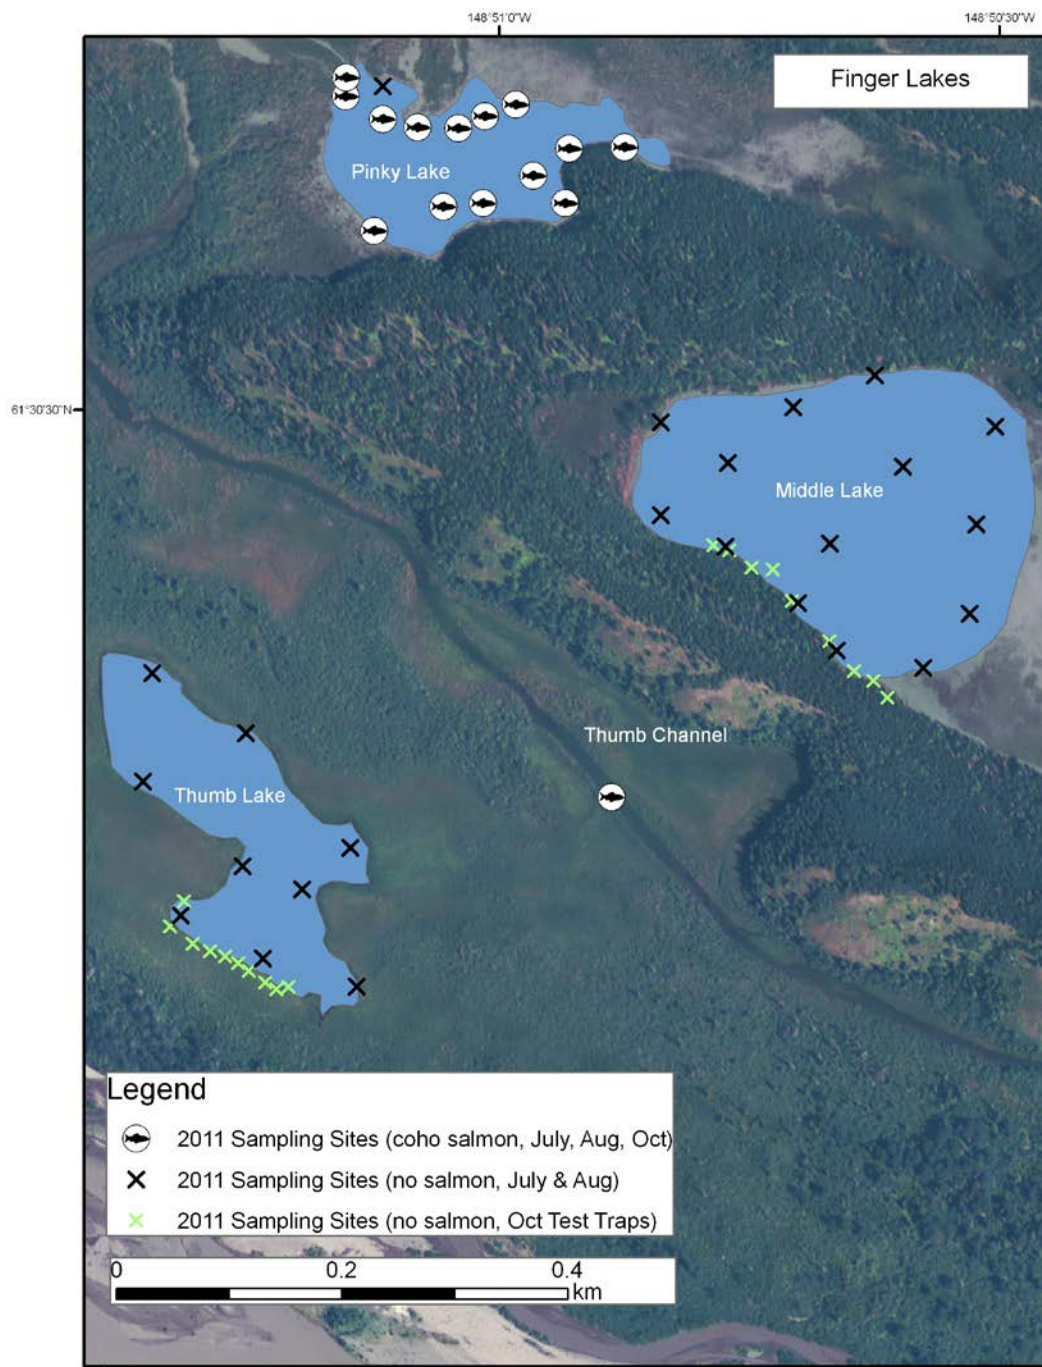 148°51'0"W
148°50'30"W
Finger Lakes
Pinky Lake
61°30'30"N
Middle Lake
Thumb Channel
Thumb Lake
Legend
2011 Sampling Sites (coho salmon, July, Aug, Oct)
2011 Sampling Sites (no salmon, July & Aug)
2011 Sampling Sites (no salmon, Oct Test Traps)
0 0.2 0.4
km